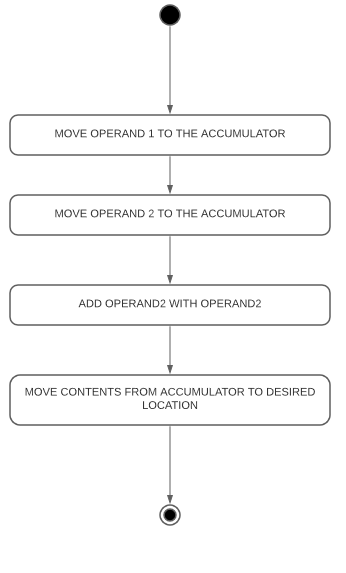 MOVE OPERAND 1 TO THE ACCUMULATOR
MOVE OPERAND 2 TO THE ACCUMULATOR
ADD OPERAND2 WITH OPERAND2
MOVE CONTENTS FROM ACCUMULATOR TO DESIRED
LOCATION